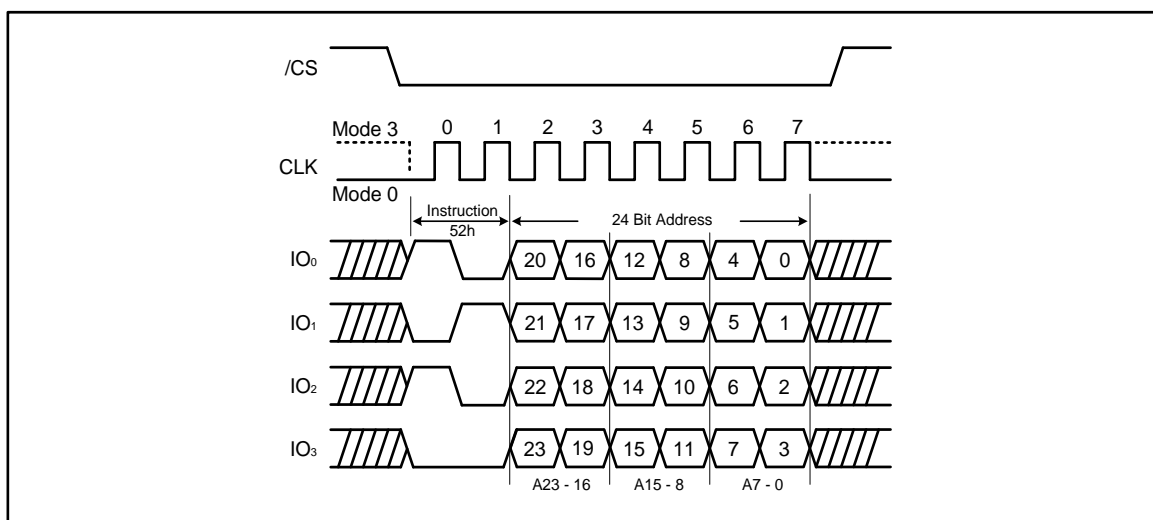 /CS
Mode 3 0 1 2 3 4 5 6 7
CLK
Mode 0
Instruction
52h
24 Bit Address
IO₀ 20 16 12 8 4 0
IO₁ 21 17 13 9 5 1
IO₂ 22 18 14 10 6 2
IO₃ 23 19 15 11 7 3
A23 - 16 A15 - 8 A7 - 0